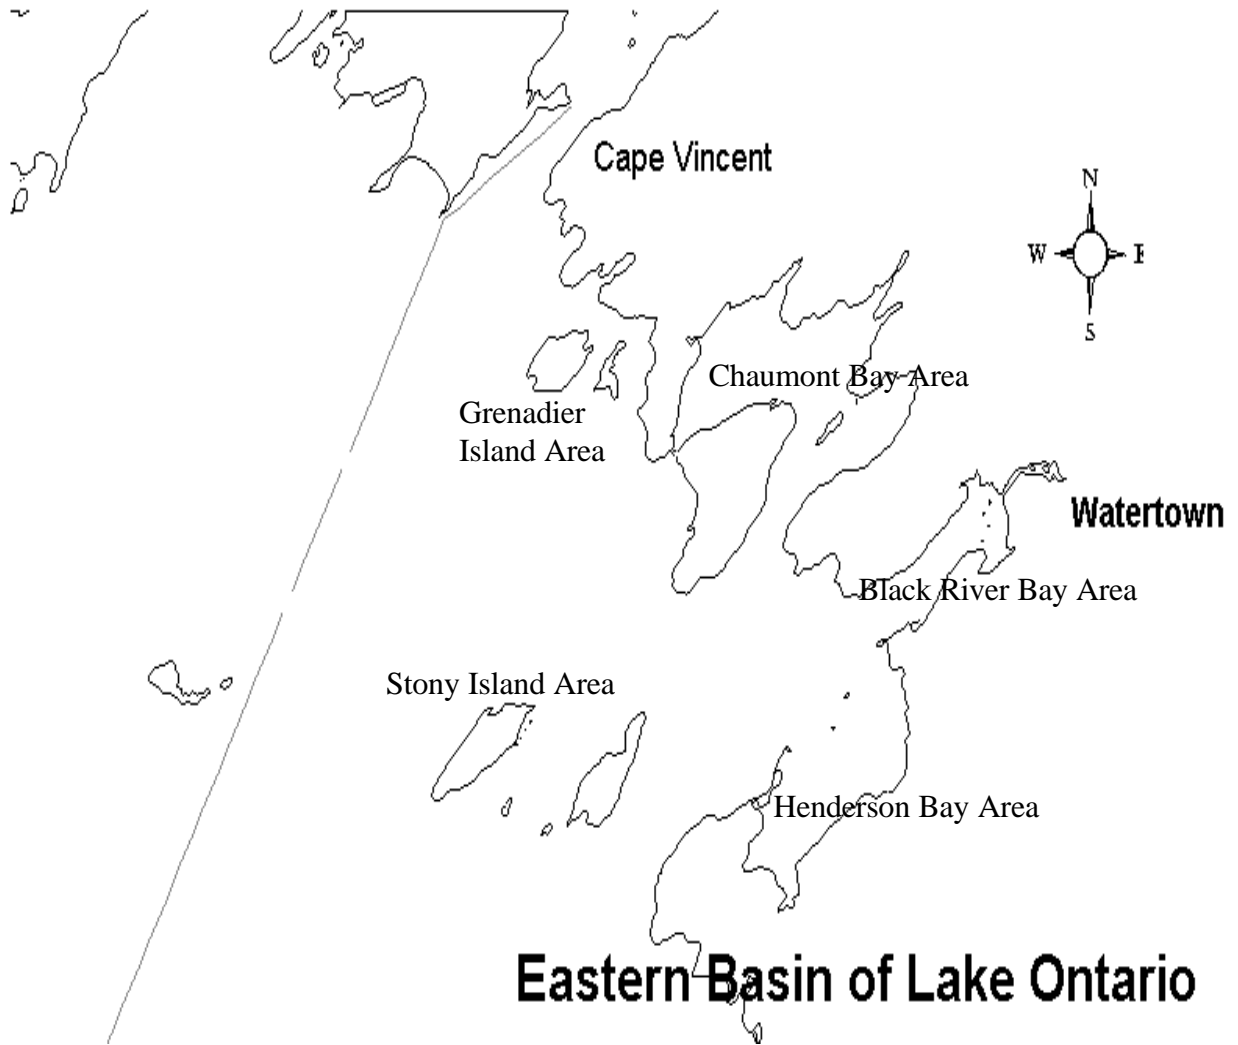 Cape Vincent
N
W E
S
Chaumont Bay Area
Grenadier
Island Area
Watertown
Black River Bay Area
Stony Island Area
Henderson Bay Area
Eastern Basin of Lake Ontario